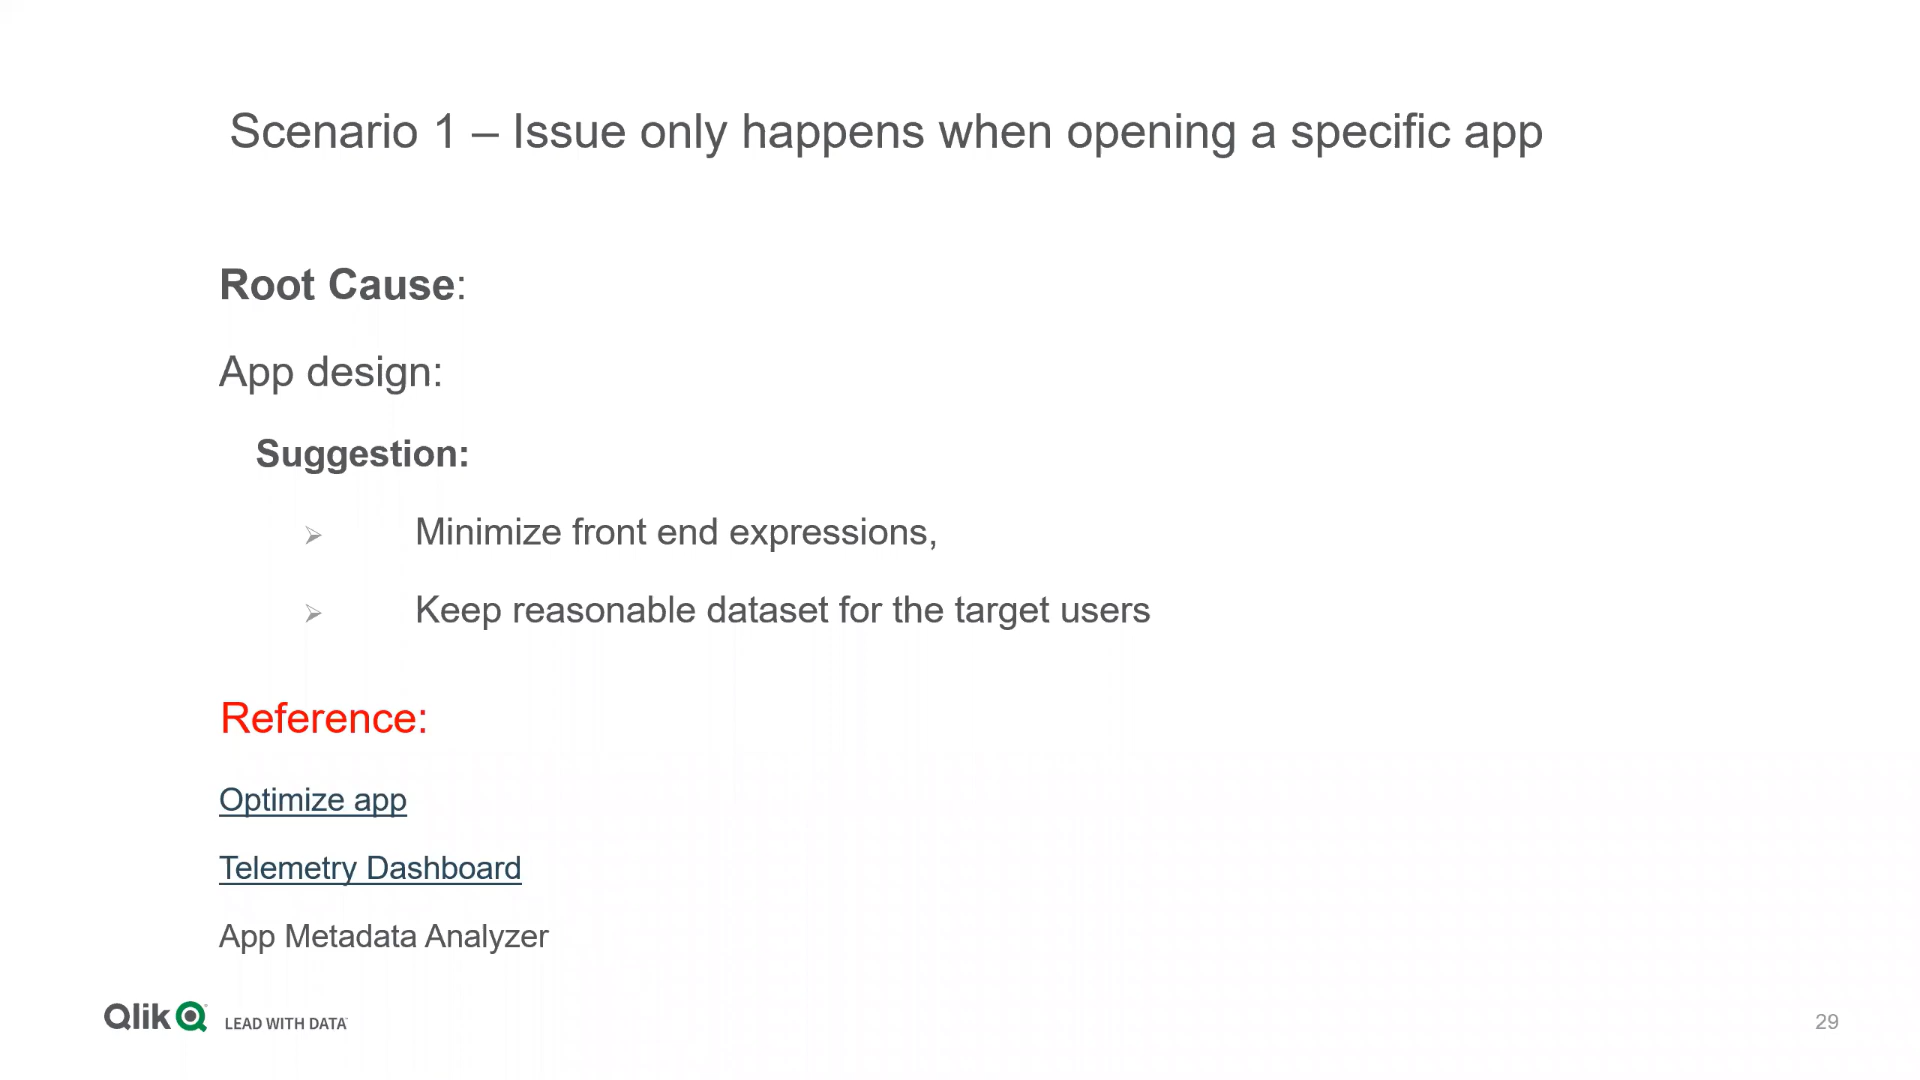 Scenario 1 – Issue only happens when opening a specific app
Root Cause:
App design:
Suggestion:
Minimize front end expressions,
Keep reasonable dataset for the target users
Reference:
Optimize app
Telemetry Dashboard
App Metadata Analyzer
Qlik LEAD WITH DATA
29